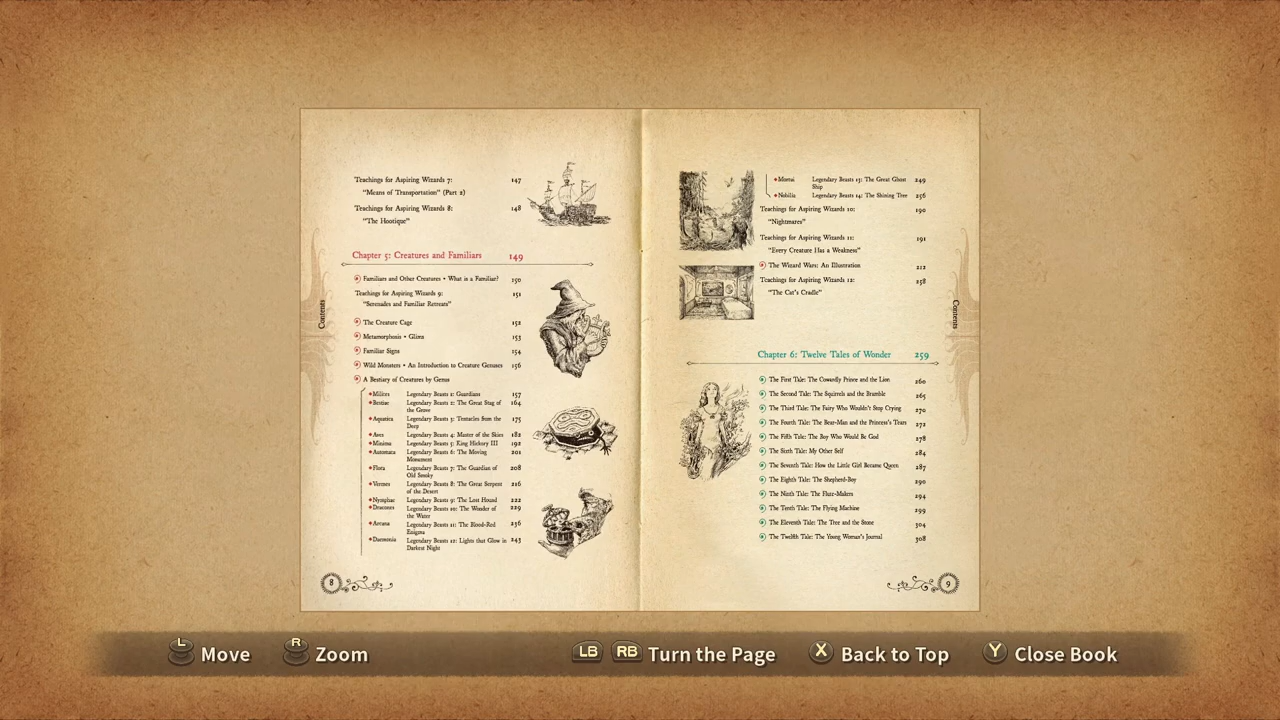 Teachings for Aspiring Wizards 7: 147
"Means of Transportation" (Part 2)
Teachings for Aspiring Wizards 8: 148
"The Hootique"
Chapter 5: Creatures and Familiars 149
Familiars and Other Creatures • What is a Familiar? 150
Teachings for Aspiring Wizards 9: 151
"Serenades and Familiar Retreats"
The Creature Cage 152
Metamorphosis • Glims 153
Familiar Signs 154
Wild Monsters • An Introduction to Creature Genuses 156
A Bestiary of Creatures by Genus
Milites Legendary Beasts 1: Guardians 157
Bestiae Legendary Beasts 2: The Great Stag of 164
the Grove
Aquatica Legendary Beasts 3: Tentacles from the 175
Deep
Aves Legendary Beasts 4: Master of the Skies 182
Minima Legendary Beasts 5: King Hickory III 192
Automata Legendary Beasts 6: The Moving 201
Monument
Flora Legendary Beasts 7: The Guardian of 208
Old Smoky
Vermes Legendary Beasts 8: The Great Serpent 216
of the Desert
Nymphae Legendary Beasts 9: The Lost Hound 222
Dracones Legendary Beasts 10: The Wonder of 229
the Water
Arcana Legendary Beasts 11: The Blood-Red 236
Enigma
Daemonia Legendary Beasts 12: Lights that Glow in 243
Darkest Night
Contents
8
Mortai Legendary Beasts 13: The Great Ghost 249
Ship
Nobilia Legendary Beasts 14: The Shining Tree 256
Teachings for Aspiring Wizards 10: 190
"Nightmares"
Teachings for Aspiring Wizards 11: 191
"Every Creature Has a Weakness"
The Wizard Wars: An Illustration 212
Teachings for Aspiring Wizards 12: 258
"The Cat's Cradle"
Chapter 6: Twelve Tales of Wonder 259
The First Tale: The Cowardly Prince and the Lion 260
The Second Tale: The Squirrels and the Bramble 265
The Third Tale: The Fairy Who Wouldn't Stop Crying 270
The Fourth Tale: The Bear-Man and the Princess's Tears 272
The Fifth Tale: The Boy Who Would Be God 278
The Sixth Tale: My Other Self 284
The Seventh Tale: How the Little Girl Became Queen 287
The Eighth Tale: The Shepherd-Boy 290
The Ninth Tale: The Flute-Makers 294
The Tenth Tale: The Flying Machine 299
The Eleventh Tale: The Tree and the Stone 304
The Twelfth Tale: The Young Woman's Journal 308
Contents
9
L Move R Zoom LB RB Turn the Page X Back to Top Y Close Book